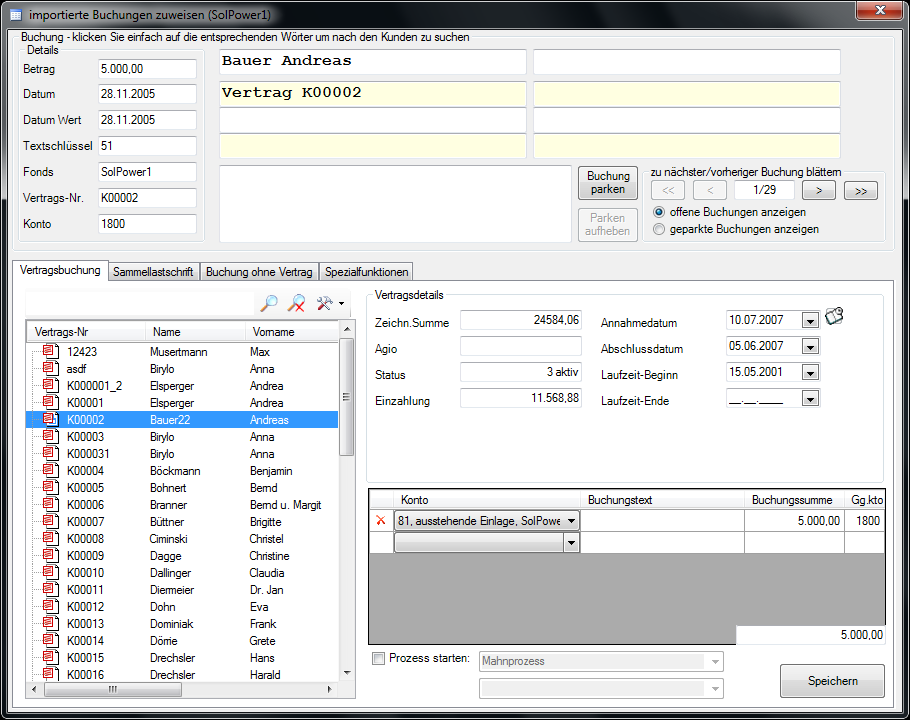 importierte Buchungen zuweisen (SolPower1)
Buchung - klicken Sie einfach auf die entsprechenden Wörter um nach den Kunden zu suchen
Details
Betrag 5.000,00
Datum 28.11.2005
Datum Wert 28.11.2005
Textschlüssel 51
Fonds SolPower1
Vertrags-Nr. K00002
Konto 1800
Bauer Andreas
Vertrag K00002
Buchung
parken
Parken
aufheben
zu nächster/vorheriger Buchung blättern
<< < 1/29 > >>
offene Buchungen anzeigen
geparkte Buchungen anzeigen
Vertragsbuchung Sammellastschrift Buchung ohne Vertrag Spezialfunktionen
Vertrags-Nr Name Vorname
12423 Musertmann Max
asdf Birylo Anna
K000001_2 Elsperger Andrea
K00001 Elsperger Andrea
K00002 Bauer22 Andreas
K00003 Birylo Anna
K000031 Birylo Anna
K00004 Böckmann Benjamin
K00005 Bohnert Bernd
K00006 Branner Bernd u. Margit
K00007 Büttner Brigitte
K00008 Ciminski Christel
K00009 Dagge Christine
K00010 Dallinger Claudia
K00011 Diermeier Dr. Jan
K00012 Dohn Eva
K00013 Dominiak Frank
K00014 Dörrie Grete
K00015 Drechsler Hans
K00016 Drechsler Harald
Vertragsdetails
Zeichn.Summe 24584,06 Annahmedatum 10.07.2007
Agio Abschlussdatum 05.06.2007
Status 3 aktiv Laufzeit-Beginn 15.05.2001
Einzahlung 11.568,88 Laufzeit-Ende __.__.____
Konto Buchungstext Buchungssumme Gg.kto
81, ausstehende Einlage, SolPowe 5.000,00 1800
5.000,00
Prozess starten: Mahnprozess
Speichern